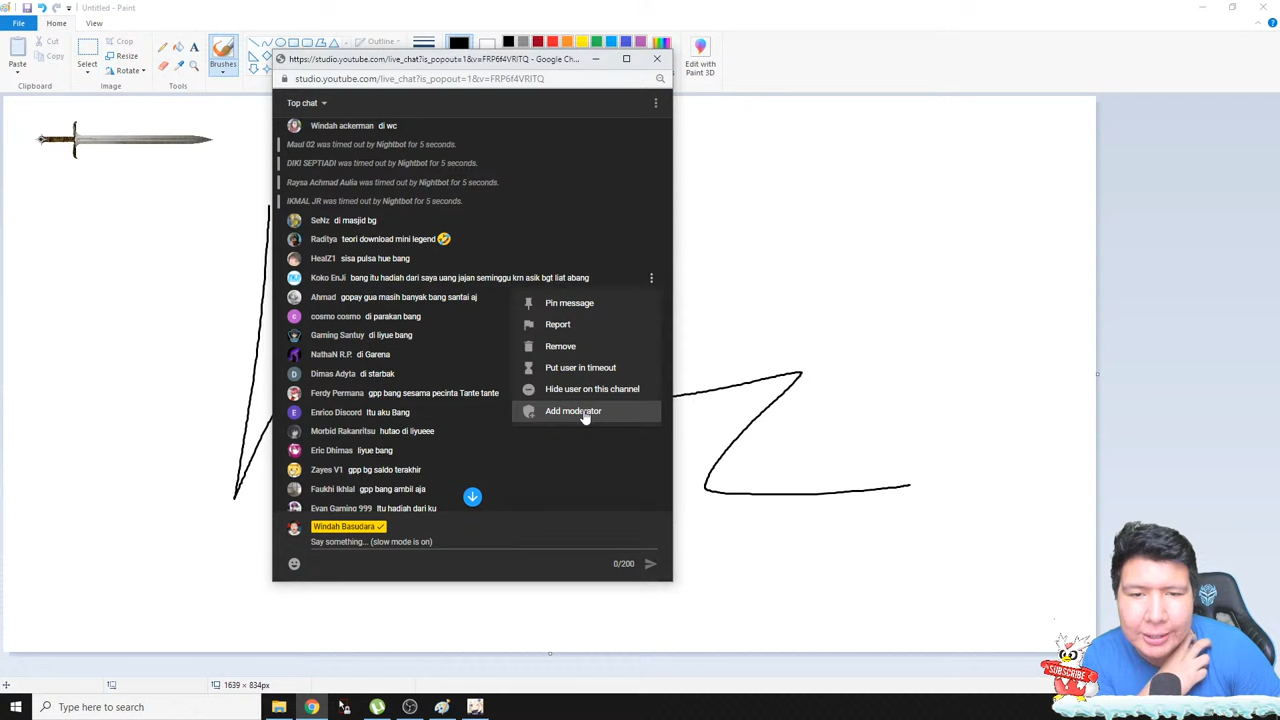 Untitled - Paint
File
Home
View
Paste
Cut
Copy
Clipboard
Select
Crop
Resize
Rotate
Image
Brushes
Outline
Edit with
Paint 3D
https://studio.youtube.com/live_chat?is_popout=1&v=FRP6f4VRITQ - Google Ch...
studio.youtube.com/live_chat?is_popout=1&v=FRP6f4VRITQ
Top chat
Windah ackerman di wc
Maul 02 was timed out by Nightbot for 5 seconds.
DIKI SEPTIADI was timed out by Nightbot for 5 seconds.
Raysa Achmad Aulia was timed out by Nightbot for 5 seconds.
IKMAL JR was timed out by Nightbot for 5 seconds.
SeNz di masjid bg
Raditya teori download mini legend 🤣
HealZ1 sisa pulsa hue bang
Koko EnJi bang itu hadiah dari saya uang jajan seminggu krn asik bgt liat abang
Ahmad gopay gua masih banyak bang santai aj
cosmo cosmo di parakan bang
Gaming Santuy di liyue bang
NathaN R.P. di Garena
Dimas Adyta di starbak
Ferdy Permana gpp bang sesama pecinta Tante tante
Enrico Discord Itu aku Bang
Morbid Rakanritsu hutao di liyueee
Eric Dhimas liyue bang
Zayes V1 gpp bg saldo terakhir
Faukhi Ikhlal gpp bang ambil aja
Evan Gaming 999 Itu hadiah dari ku
Pin message
Report
Remove
Put user in timeout
Hide user on this channel
Add moderator
Windah Basudara
Say something... (slow mode is on)
0/200
SUBSCRIBE
1639 × 834px
Type here to search